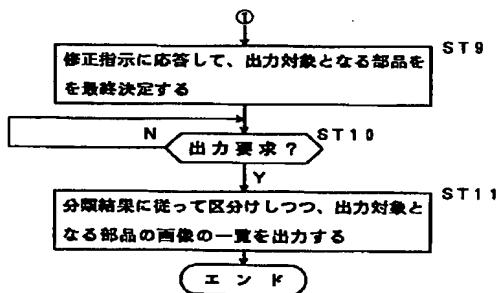 ①
ST9
修正指示に応答して、出力対象となる部品を
を最終決定する
N
ST10
出力要求？
Y
ST11
分類結果に従って区分けしつつ、出力対象と
なる部品の画像の一覧を出力する
エンド